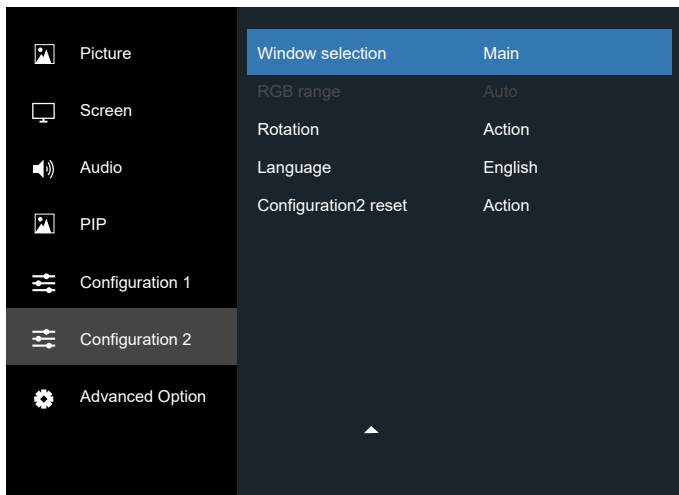 Picture
Screen
Audio
PIP
Configuration 1
Configuration 2
Advanced Option
Window selection Main
RGB range Auto
Rotation Action
Language English
Configuration2 reset Action